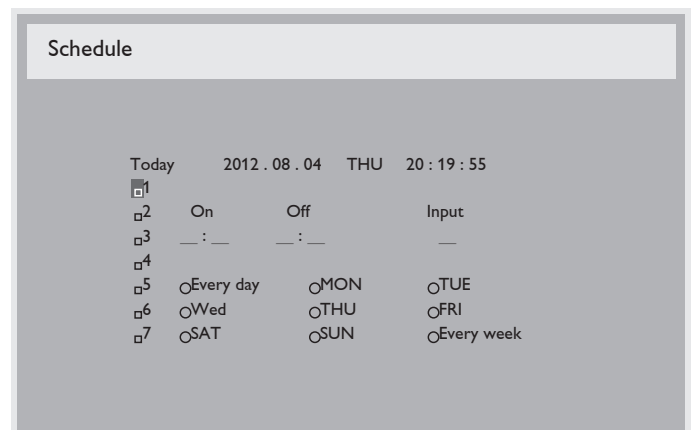 Schedule
Today 2012 . 08 . 04 THU 20 : 19 : 55
1
2 On Off Input
3 __ : __ __ : __ __
4
5 Every day MON TUE
6 Wed THU FRI
7 SAT SUN Every week